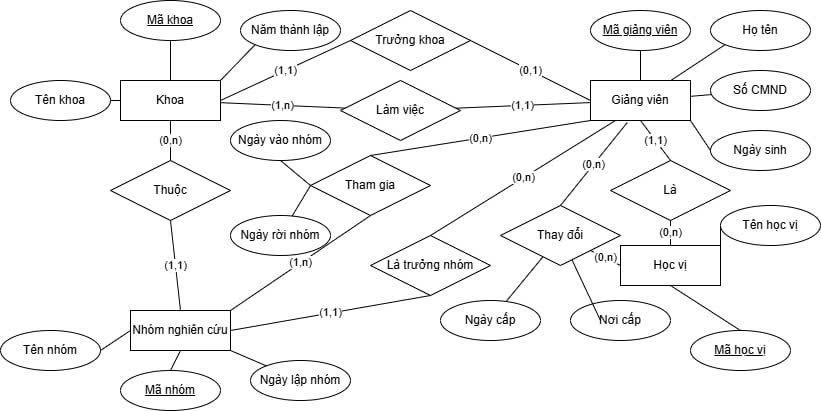 Mã khoa
Năm thành lập
Trưởng khoa
Mã giảng viên
Họ tên
(1,1)
(0,1)
Tên khoa
Khoa
(1,n)
Làm việc
(1,1)
Giảng viên
Số CMND
(0,n)
Ngày vào nhóm
(0,n)
(1,1)
Ngày sinh
Thuộc
Tham gia
(0,n)
(0,n)
Là
Ngày rời nhóm
Thay đổi
(0,n)
Tên học vị
(1,1)
(1,n)
Là trưởng nhóm
(0,n)
Học vị
(1,1)
Nhóm nghiên cứu
Ngày cấp
Nơi cấp
Tên nhóm
Mã học vị
Mã nhóm
Ngày lập nhóm